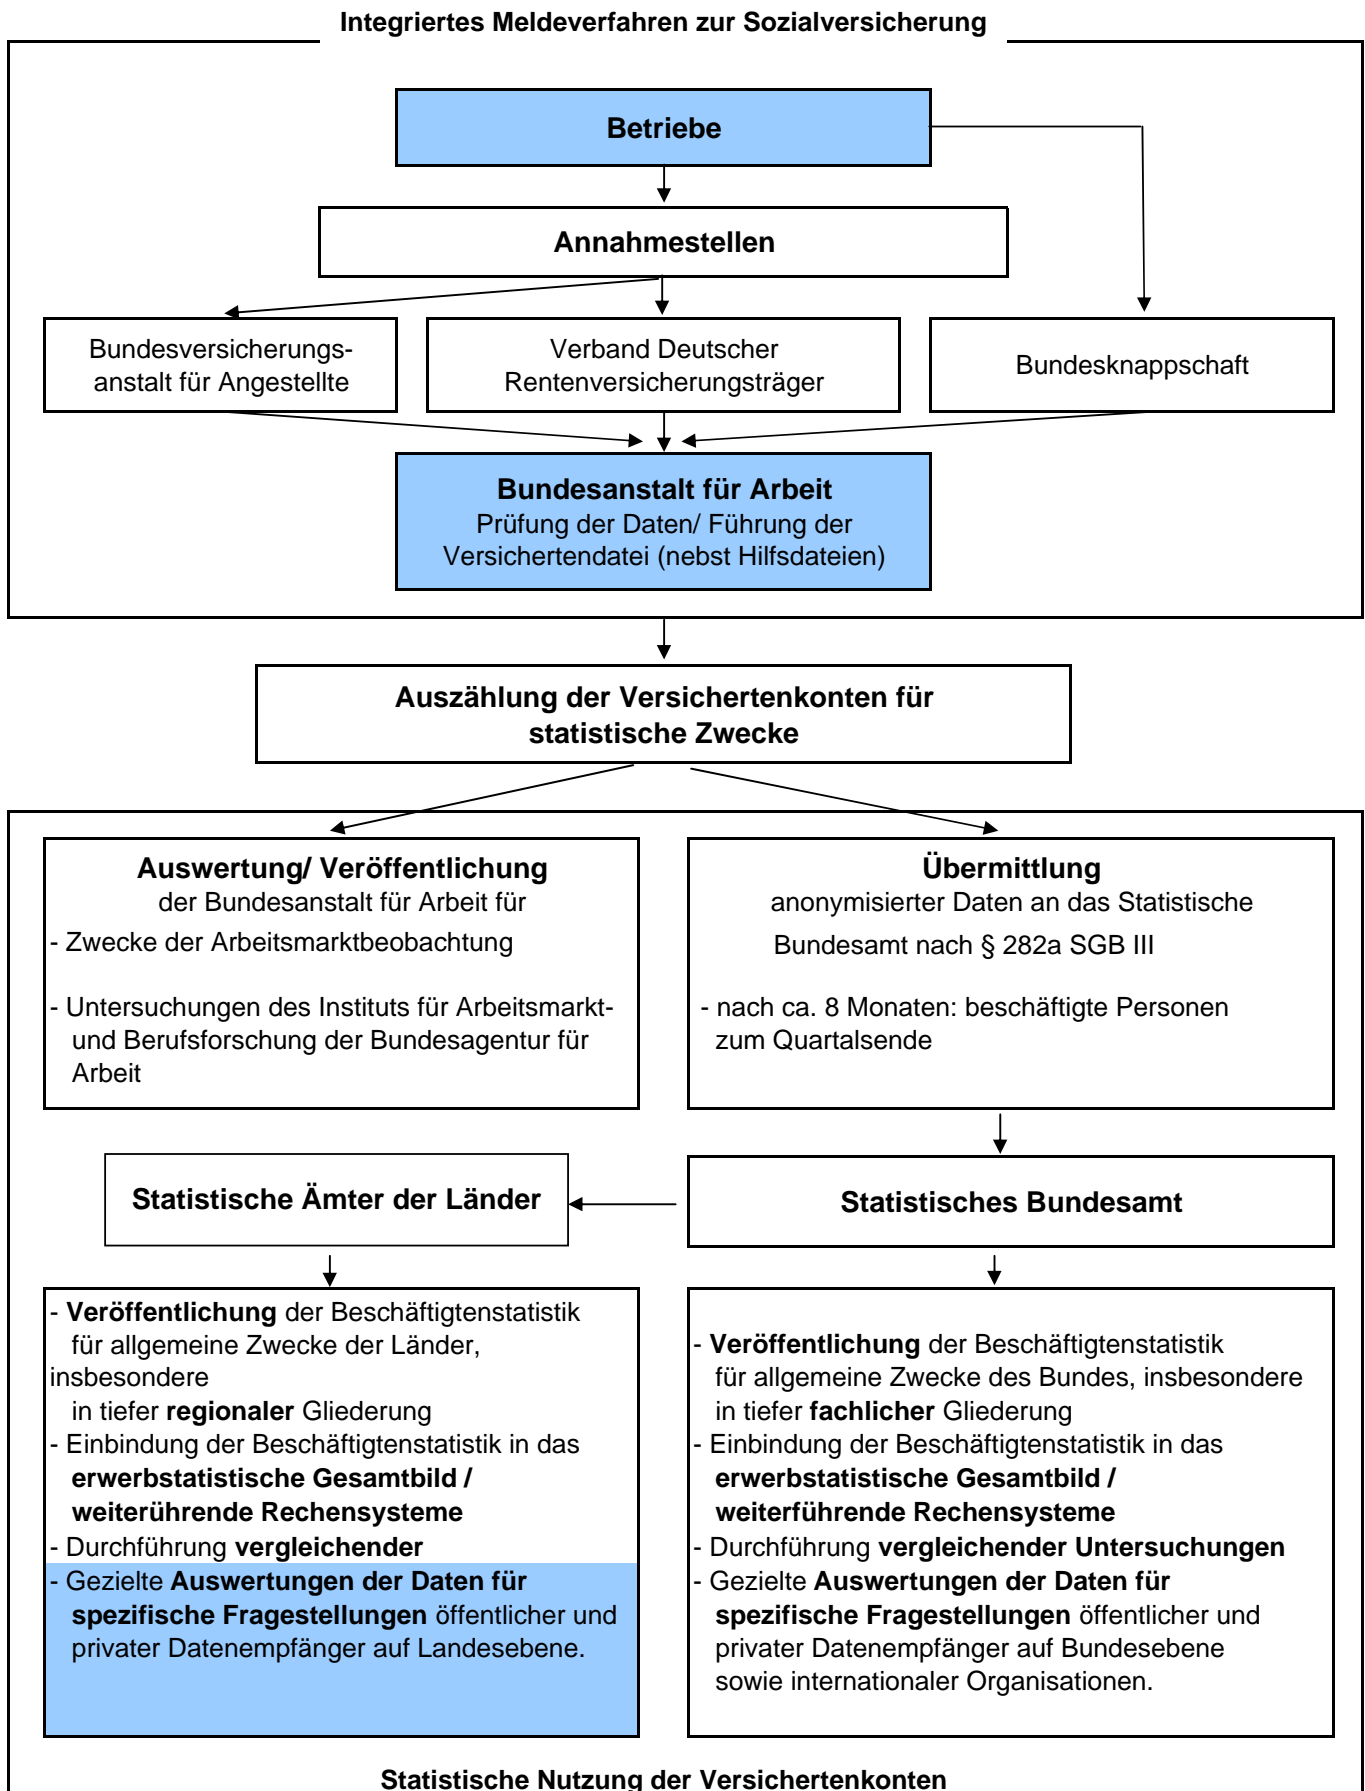 Integriertes Meldeverfahren zur Sozialversicherung
Betriebe
Annahmestellen
Bundesversicherungs-
anstalt für Angestellte
Verband Deutscher
Rentenversicherungsträger
Bundesknappschaft
Bundesanstalt für Arbeit
Prüfung der Daten/ Führung der
Versichertendatei (nebst Hilfsdateien)
Auszählung der Versichertenkonten für
statistische Zwecke
Auswertung/ Veröffentlichung
der Bundesanstalt für Arbeit für
- Zwecke der Arbeitsmarktbeobachtung
- Untersuchungen des Instituts für Arbeitsmarkt-
und Berufsforschung der Bundesagentur für
Arbeit
Übermittlung
anonymisierter Daten an das Statistische
Bundesamt nach § 282a SGB III
- nach ca. 8 Monaten: beschäftigte Personen
zum Quartalsende
Statistische Ämter der Länder
Statistisches Bundesamt
- Veröffentlichung der Beschäftigtenstatistik
für allgemeine Zwecke der Länder,
insbesondere
in tiefer regionaler Gliederung
- Einbindung der Beschäftigtenstatistik in das
erwerbstatistische Gesamtbild /
weiterührende Rechensysteme
- Durchführung vergleichender
- Gezielte Auswertungen der Daten für
spezifische Fragestellungen öffentlicher und
privater Datenempfänger auf Landesebene.
- Veröffentlichung der Beschäftigtenstatistik
für allgemeine Zwecke des Bundes, insbesondere
in tiefer fachlicher Gliederung
- Einbindung der Beschäftigtenstatistik in das
erwerbstatistische Gesamtbild /
weiterführende Rechensysteme
- Durchführung vergleichender Untersuchungen
- Gezielte Auswertungen der Daten für
spezifische Fragestellungen öffentlicher und
privater Datenempfänger auf Bundesebene
sowie internationaler Organisationen.
Statistische Nutzung der Versichertenkonten